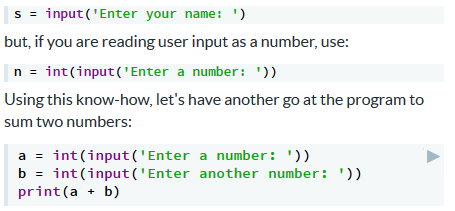 s = input('Enter your name: ')
but, if you are reading user input as a number, use:
n = int(input('Enter a number: '))
Using this know-how, let's have another go at the program to
sum two numbers:
a = int(input('Enter a number: '))
b = int(input('Enter another number: '))
print(a + b)